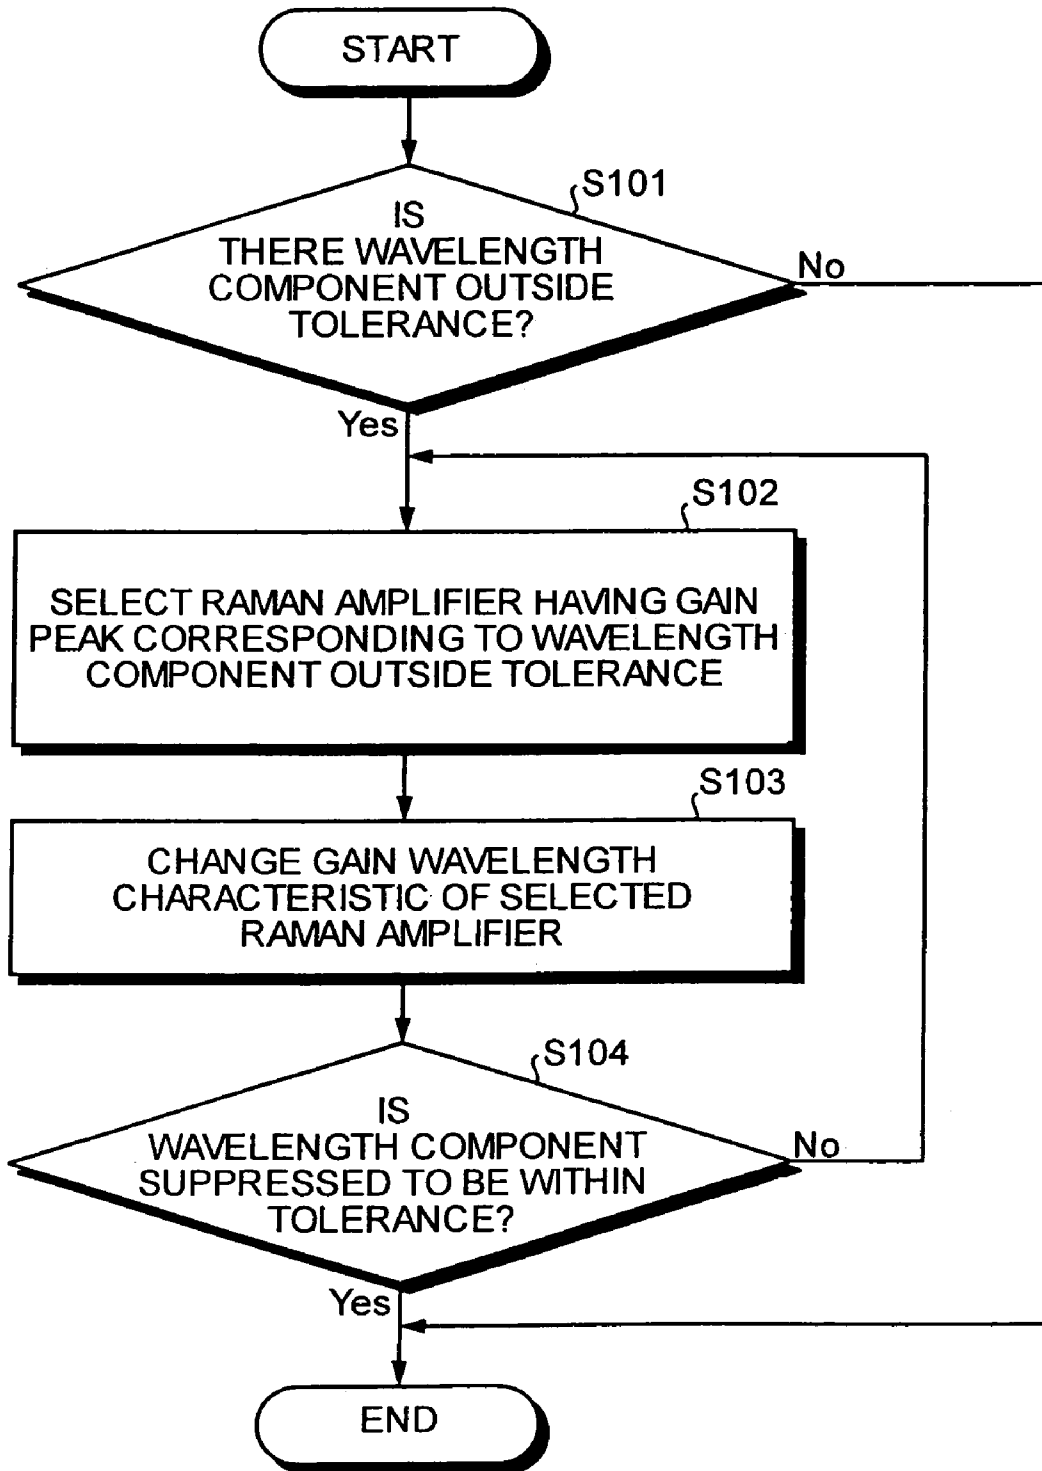 START
S101
IS
THERE WAVELENGTH
COMPONENT OUTSIDE
TOLERANCE?
No
Yes
S102
SELECT RAMAN AMPLIFIER HAVING GAIN
PEAK CORRESPONDING TO WAVELENGTH
COMPONENT OUTSIDE TOLERANCE
S103
CHANGE GAIN WAVELENGTH
CHARACTERISTIC OF SELECTED
RAMAN AMPLIFIER
S104
IS
WAVELENGTH COMPONENT
SUPPRESSED TO BE WITHIN
TOLERANCE?
No
Yes
END